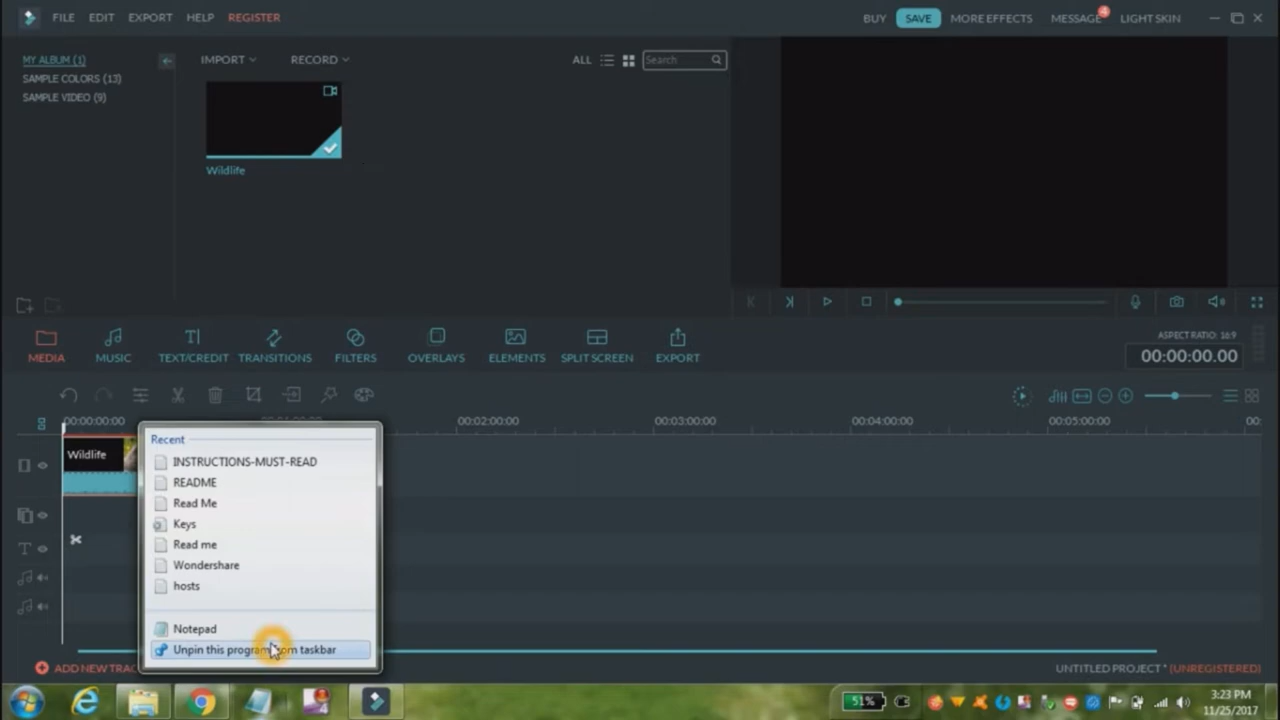 FILE EDIT EXPORT HELP REGISTER BUY SAVE MORE EFFECTS MESSAGE 4 LIGHT SKIN
MY ALBUM (1) IMPORT RECORD ALL Search
SAMPLE COLORS (13)
SAMPLE VIDEO (9)
Wildlife
MEDIA MUSIC TEXT/CREDIT TRANSITIONS FILTERS OVERLAYS ELEMENTS SPLIT SCREEN EXPORT
ASPECT RATIO: 16:9
00:00:00.00
00:00:00:00 00:02:00:00 00:03:00:00 00:04:00:00 00:05:00:00 00:
Wildlife
T
Recent
INSTRUCTIONS-MUST-READ
README
Read Me
Keys
Read me
Wondershare
hosts
Notepad
Unpin this program from taskbar
ADD NEW TRAC UNTITLED PROJECT * (UNREGISTERED)
51% 3:23 PM
11/25/2017